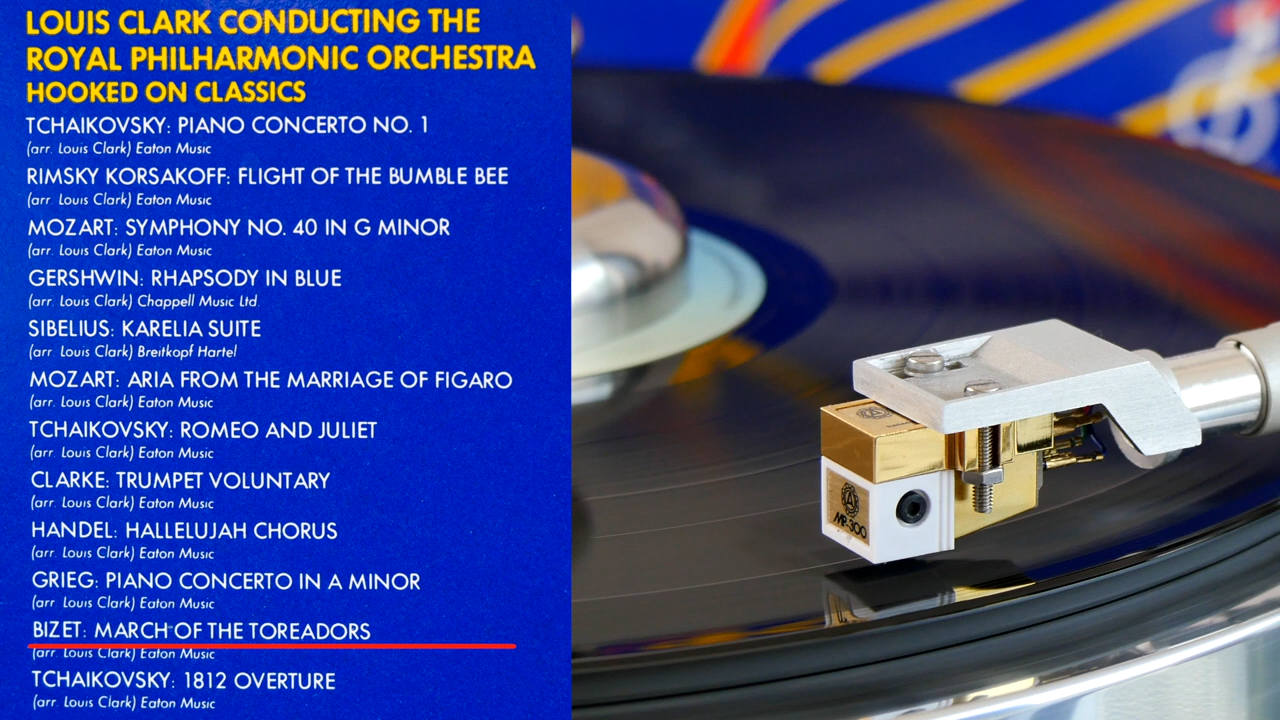 LOUIS CLARK CONDUCTING THE
ROYAL PHILHARMONIC ORCHESTRA
HOOKED ON CLASSICS
TCHAIKOVSKY: PIANO CONCERTO NO. 1
(arr. Louis Clark) Eaton Music
RIMSKY KORSAKOFF: FLIGHT OF THE BUMBLE BEE
(arr. Louis Clark) Eaton Music
MOZART: SYMPHONY NO. 40 IN G MINOR
(arr. Louis Clark) Eaton Music
GERSHWIN: RHAPSODY IN BLUE
(arr. Louis Clark) Chappell Music Ltd.
SIBELIUS: KARELIA SUITE
(arr. Louis Clark) Breitkopf Hartel
MOZART: ARIA FROM THE MARRIAGE OF FIGARO
(arr. Louis Clark) Eaton Music
TCHAIKOVSKY: ROMEO AND JULIET
(arr. Louis Clark) Eaton Music
CLARKE: TRUMPET VOLUNTARY
(arr. Louis Clark) Eaton Music
HANDEL: HALLELUJAH CHORUS
(arr. Louis Clark) Eaton Music
GRIEG: PIANO CONCERTO IN A MINOR
(arr. Louis Clark) Eaton Music
BIZET: MARCH OF THE TOREADORS
(arr. Louis Clark) Eaton Music
TCHAIKOVSKY: 1812 OVERTURE
(arr. Louis Clark) Eaton Music
MP-300